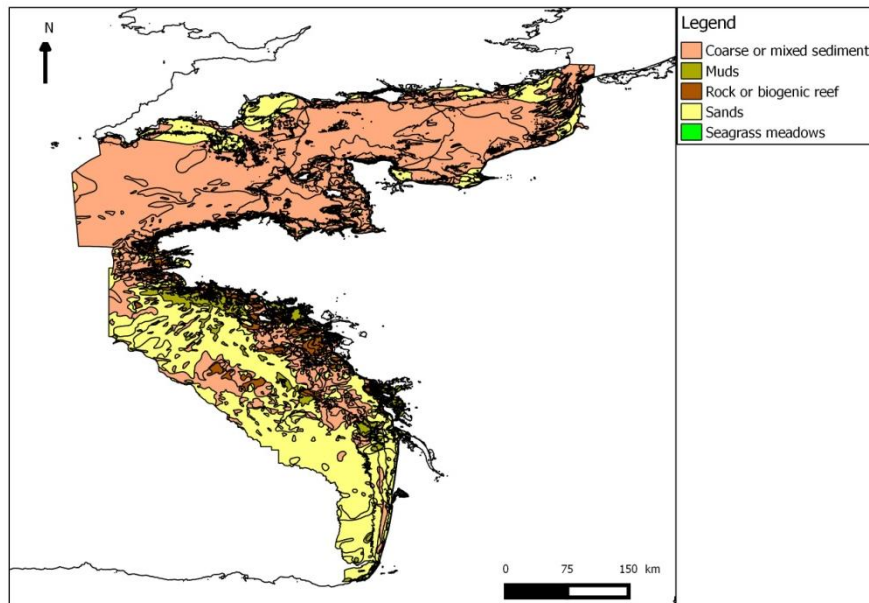 N
Legend
Coarse or mixed sediment
Muds
Rock or biogenic reef
Sands
Seagrass meadows
0 75 150 km